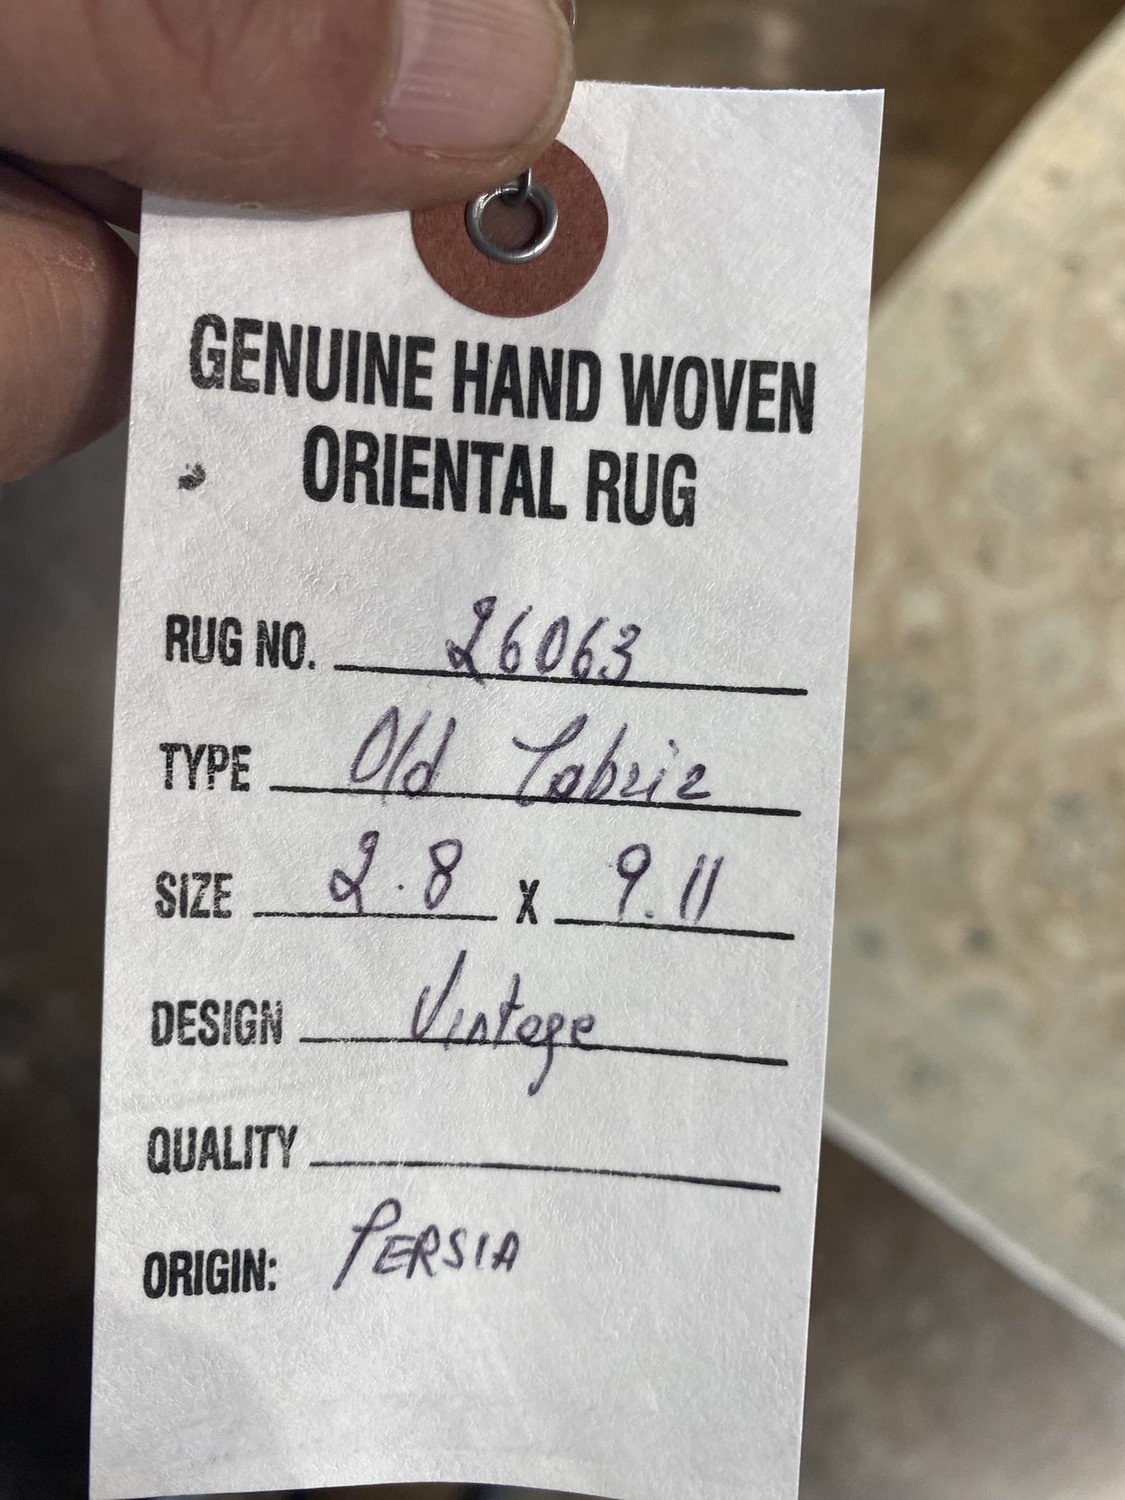 GENUINE HAND WOVEN
ORIENTAL RUG
RUG NO. 26063
TYPE Old Tabriz
SIZE 2.8 X 9.11
DESIGN Vintage
QUALITY
ORIGIN: PERSIA